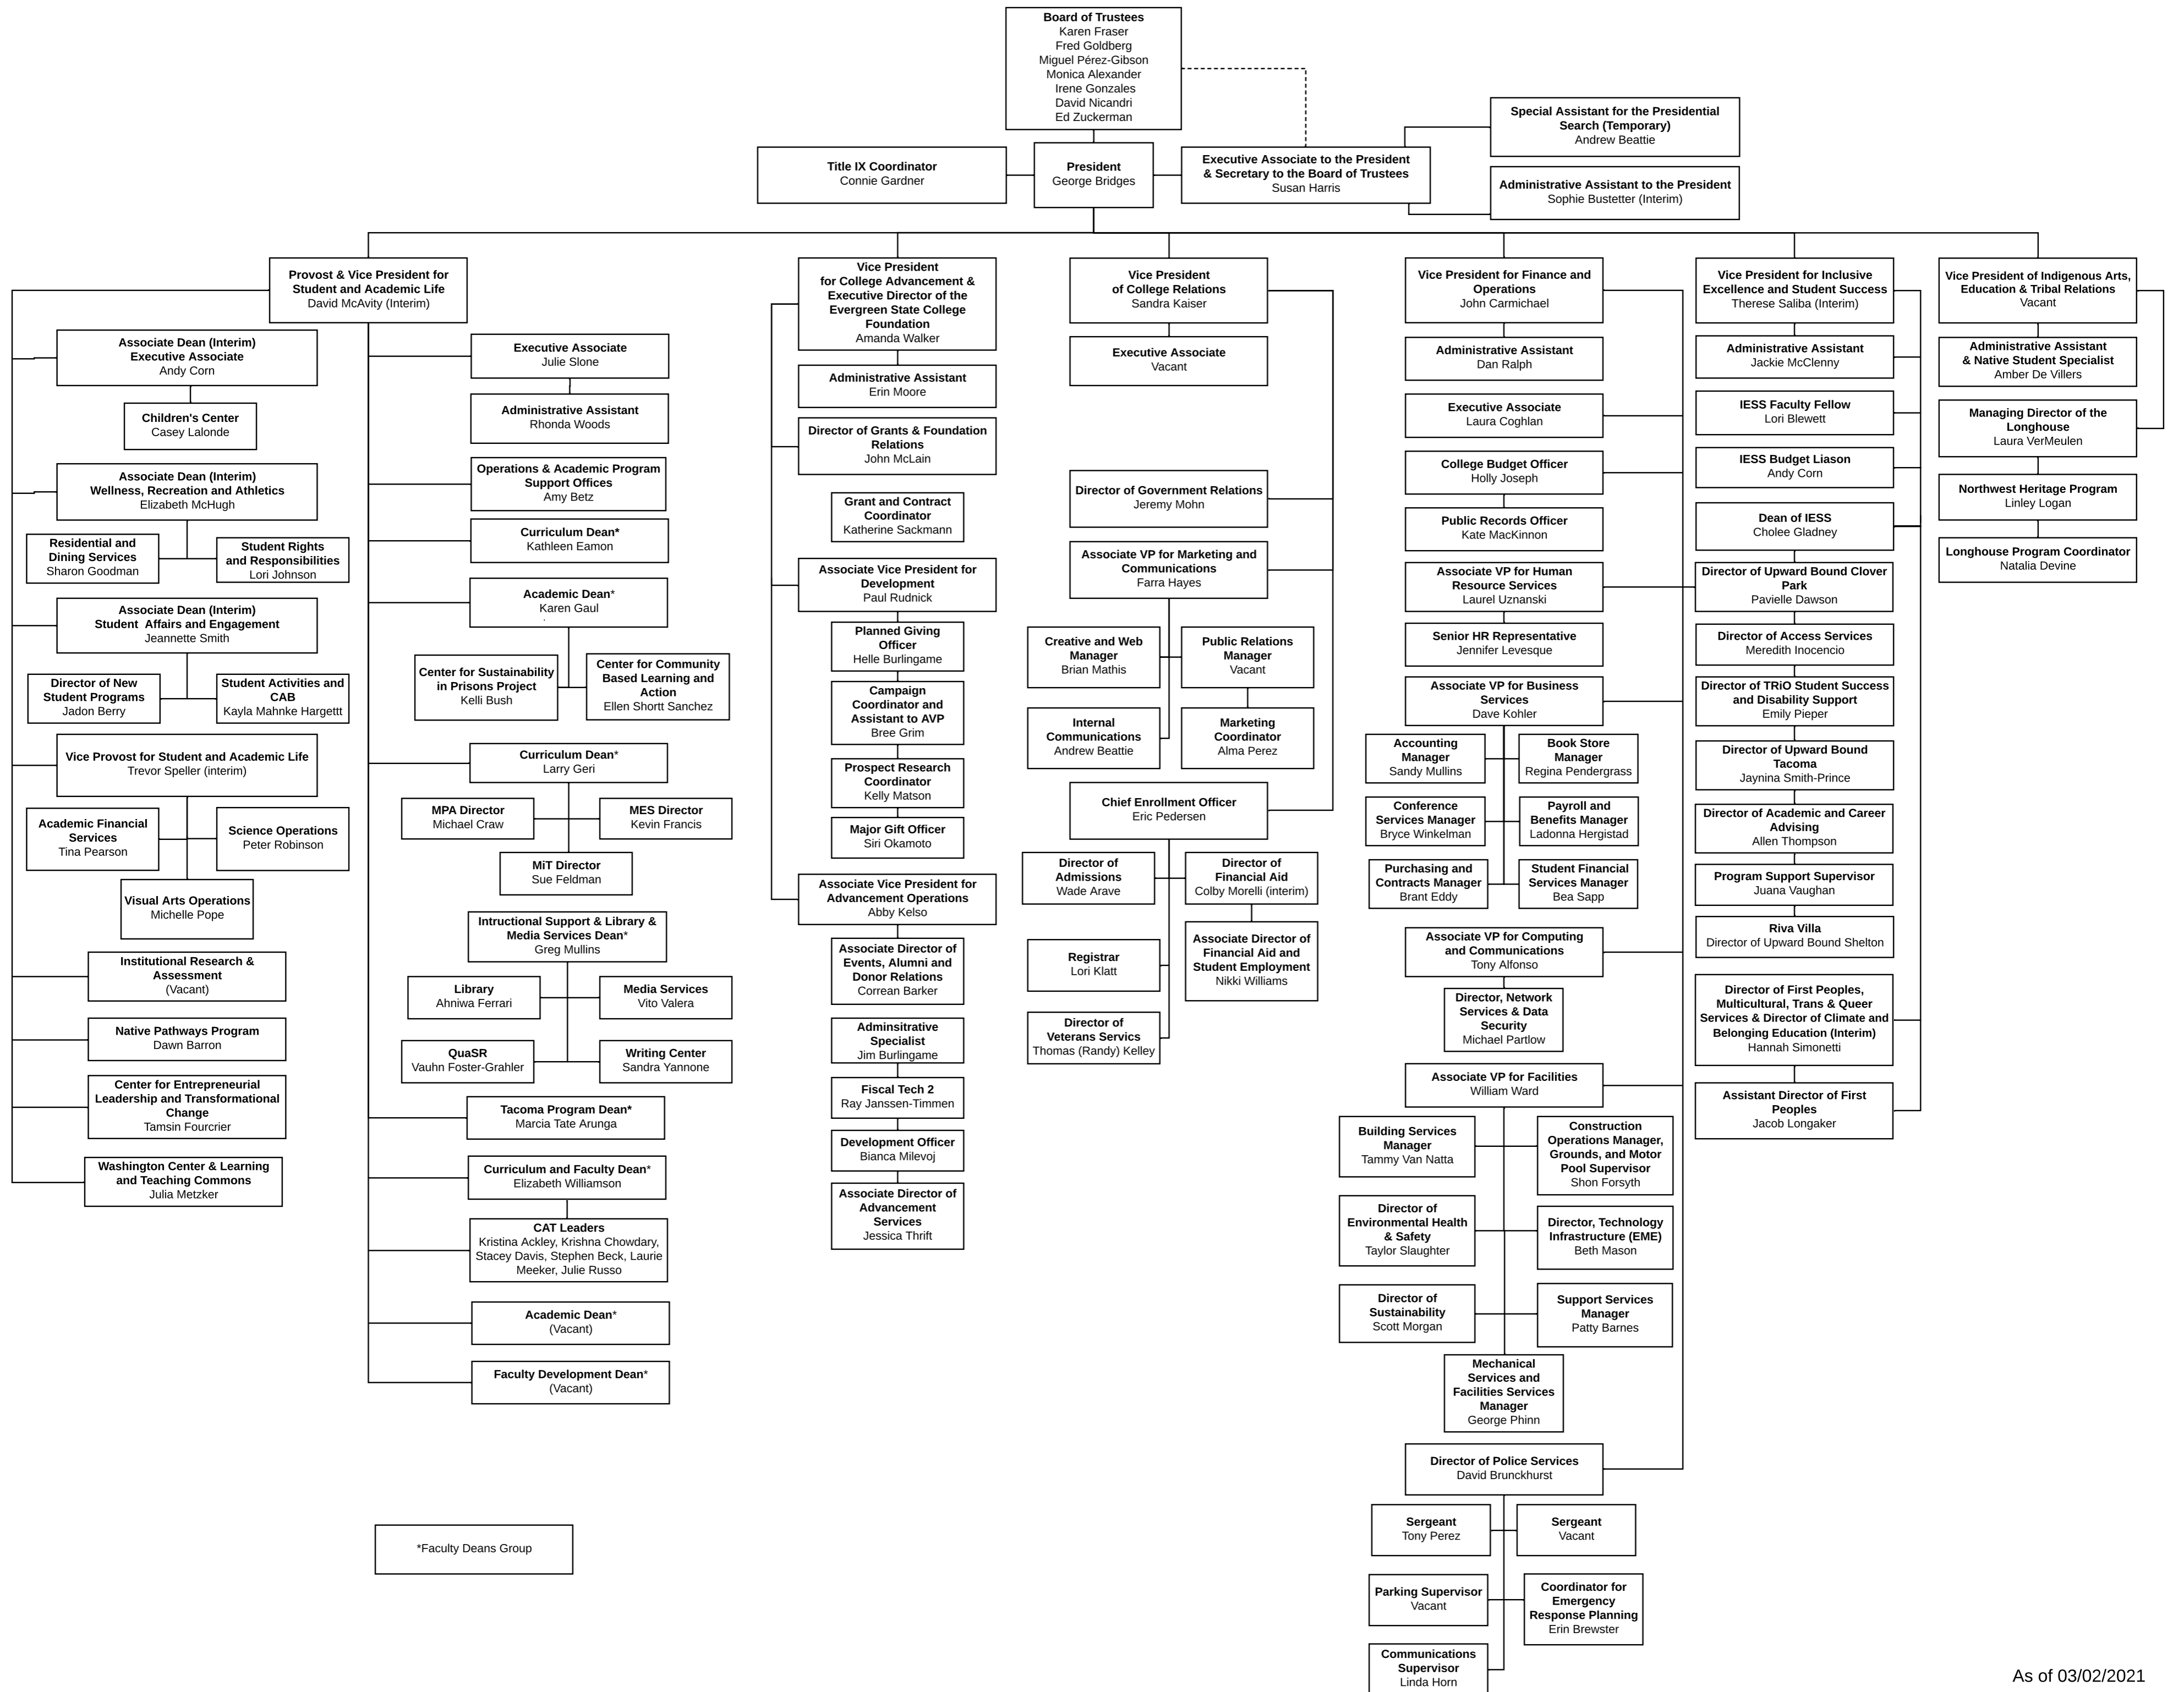 Board of Trustees
Karen Fraser
Fred Goldberg
Miguel Pérez-Gibson
Monica Alexander
Irene Gonzales
David Nicandri
Ed Zuckerman
Special Assistant for the Presidential
Search (Temporary)
Andrew Beattie
Title IX Coordinator
Connie Gardner
President
George Bridges
Executive Associate to the President
& Secretary to the Board of Trustees
Susan Harris
Administrative Assistant to the President
Sophie Bustetter (Interim)
Provost & Vice President for
Student and Academic Life
David McAvity (Interim)
Associate Dean (Interim)
Executive Associate
Andy Corn
Children's Center
Casey Lalonde
Associate Dean (Interim)
Wellness, Recreation and Athletics
Elizabeth McHugh
Residential and
Dining Services
Sharon Goodman
Student Rights
and Responsibilities
Lori Johnson
Associate Dean (Interim)
Student  Affairs and Engagement
Jeannette Smith
Director of New
Student Programs
Jadon Berry
Student Activities and
CAB
Kayla Mahnke Hargettt
Vice Provost for Student and Academic Life
Trevor Speller (interim)
Academic Financial
Services
Tina Pearson
Science Operations
Peter Robinson
Visual Arts Operations
Michelle Pope
Institutional Research &
Assessment
(Vacant)
Native Pathways Program
Dawn Barron
Center for Entrepreneurial
Leadership and Transformational
Change
Tamsin Fourcrier
Washington Center & Learning
and Teaching Commons
Julia Metzker
Executive Associate
Julie Slone
Administrative Assistant
Rhonda Woods
Operations & Academic Program
Support Offices
Amy Betz
Curriculum Dean*
Kathleen Eamon
Academic Dean*
Karen Gaul
Center for Sustainability
in Prisons Project
Kelli Bush
Center for Community
Based Learning and
Action
Ellen Shortt Sanchez
Curriculum Dean*
Larry Geri
MPA Director
Michael Craw
MES Director
Kevin Francis
MiT Director
Sue Feldman
Intructional Support & Library &
Media Services Dean*
Greg Mullins
Library
Ahniwa Ferrari
Media Services
Vito Valera
QuaSR
Vauhn Foster-Grahler
Writing Center
Sandra Yannone
Tacoma Program Dean*
Marcia Tate Arunga
Curriculum and Faculty Dean*
Elizabeth Williamson
CAT Leaders
Kristina Ackley, Krishna Chowdary,
Stacey Davis, Stephen Beck, Laurie
Meeker, Julie Russo
Academic Dean*
(Vacant)
Faculty Development Dean*
(Vacant)
*Faculty Deans Group
Vice President
for College Advancement &
Executive Director of the
Evergreen State College
Foundation
Amanda Walker
Administrative Assistant
Erin Moore
Director of Grants & Foundation
Relations
John McLain
Grant and Contract
Coordinator
Katherine Sackmann
Associate Vice President for
Development
Paul Rudnick
Planned Giving
Officer
Helle Burlingame
Campaign
Coordinator and
Assistant to AVP
Bree Grim
Prospect Research
Coordinator
Kelly Matson
Major Gift Officer
Siri Okamoto
Associate Vice President for
Advancement Operations
Abby Kelso
Associate Director of
Events, Alumni and
Donor Relations
Correan Barker
Adminsitrative
Specialist
Jim Burlingame
Fiscal Tech 2
Ray Janssen-Timmen
Development Officer
Bianca Milevoj
Associate Director of
Advancement
Services
Jessica Thrift
Vice President
of College Relations
Sandra Kaiser
Executive Associate
Vacant
Director of Government Relations
Jeremy Mohn
Associate VP for Marketing and
Communications
Farra Hayes
Creative and Web
Manager
Brian Mathis
Public Relations
Manager
Vacant
Internal
Communications
Andrew Beattie
Marketing
Coordinator
Alma Perez
Chief Enrollment Officer
Eric Pedersen
Director of
Admissions
Wade Arave
Director of
Financial Aid
Colby Morelli (interim)
Registrar
Lori Klatt
Associate Director of
Financial Aid and
Student Employment
Nikki Williams
Director of
Veterans Servics
Thomas (Randy) Kelley
Vice President for Finance and
Operations
John Carmichael
Administrative Assistant
Dan Ralph
Executive Associate
Laura Coghlan
College Budget Officer
Holly Joseph
Public Records Officer
Kate MacKinnon
Associate VP for Human
Resource Services
Laurel Uznanski
Senior HR Representative
Jennifer Levesque
Associate VP for Business
Services
Dave Kohler
Accounting
Manager
Sandy Mullins
Book Store
Manager
Regina Pendergrass
Conference
Services Manager
Bryce Winkelman
Payroll and
Benefits Manager
Ladonna Hergistad
Purchasing and
Contracts Manager
Brant Eddy
Student Financial
Services Manager
Bea Sapp
Associate VP for Computing
and Communications
Tony Alfonso
Director, Network
Services & Data
Security
Michael Partlow
Associate VP for Facilities
William Ward
Building Services
Manager
Tammy Van Natta
Construction
Operations Manager,
Grounds, and Motor
Pool Supervisor
Shon Forsyth
Director of
Environmental Health
& Safety
Taylor Slaughter
Director, Technology
Infrastructure (EME)
Beth Mason
Director of
Sustainability
Scott Morgan
Support Services
Manager
Patty Barnes
Mechanical
Services and
Facilities Services
Manager
George Phinn
Director of Police Services
David Brunckhurst
Sergeant
Tony Perez
Sergeant
Vacant
Parking Supervisor
Vacant
Coordinator for
Emergency
Response Planning
Erin Brewster
Communications
Supervisor
Linda Horn
Vice President for Inclusive
Excellence and Student Success
Therese Saliba (Interim)
Administrative Assistant
Jackie McClenny
IESS Faculty Fellow
Lori Blewett
IESS Budget Liason
Andy Corn
Dean of IESS
Cholee Gladney
Director of Upward Bound Clover
Park
Pavielle Dawson
Director of Access Services
Meredith Inocencio
Director of TRiO Student Success
and Disability Support
Emily Pieper
Director of Upward Bound
Tacoma
Jaynina Smith-Prince
Director of Academic and Career
Advising
Allen Thompson
Program Support Supervisor
Juana Vaughan
Riva Villa
Director of Upward Bound Shelton
Director of First Peoples,
Multicultural, Trans & Queer
Services & Director of Climate and
Belonging Education (Interim)
Hannah Simonetti
Assistant Director of First
Peoples
Jacob Longaker
Vice President of Indigenous Arts,
Education & Tribal Relations
Vacant
Administrative Assistant
& Native Student Specialist
Amber De Villers
Managing Director of the
Longhouse
Laura VerMeulen
Northwest Heritage Program
Linley Logan
Longhouse Program Coordinator
Natalia Devine
As of 03/02/2021